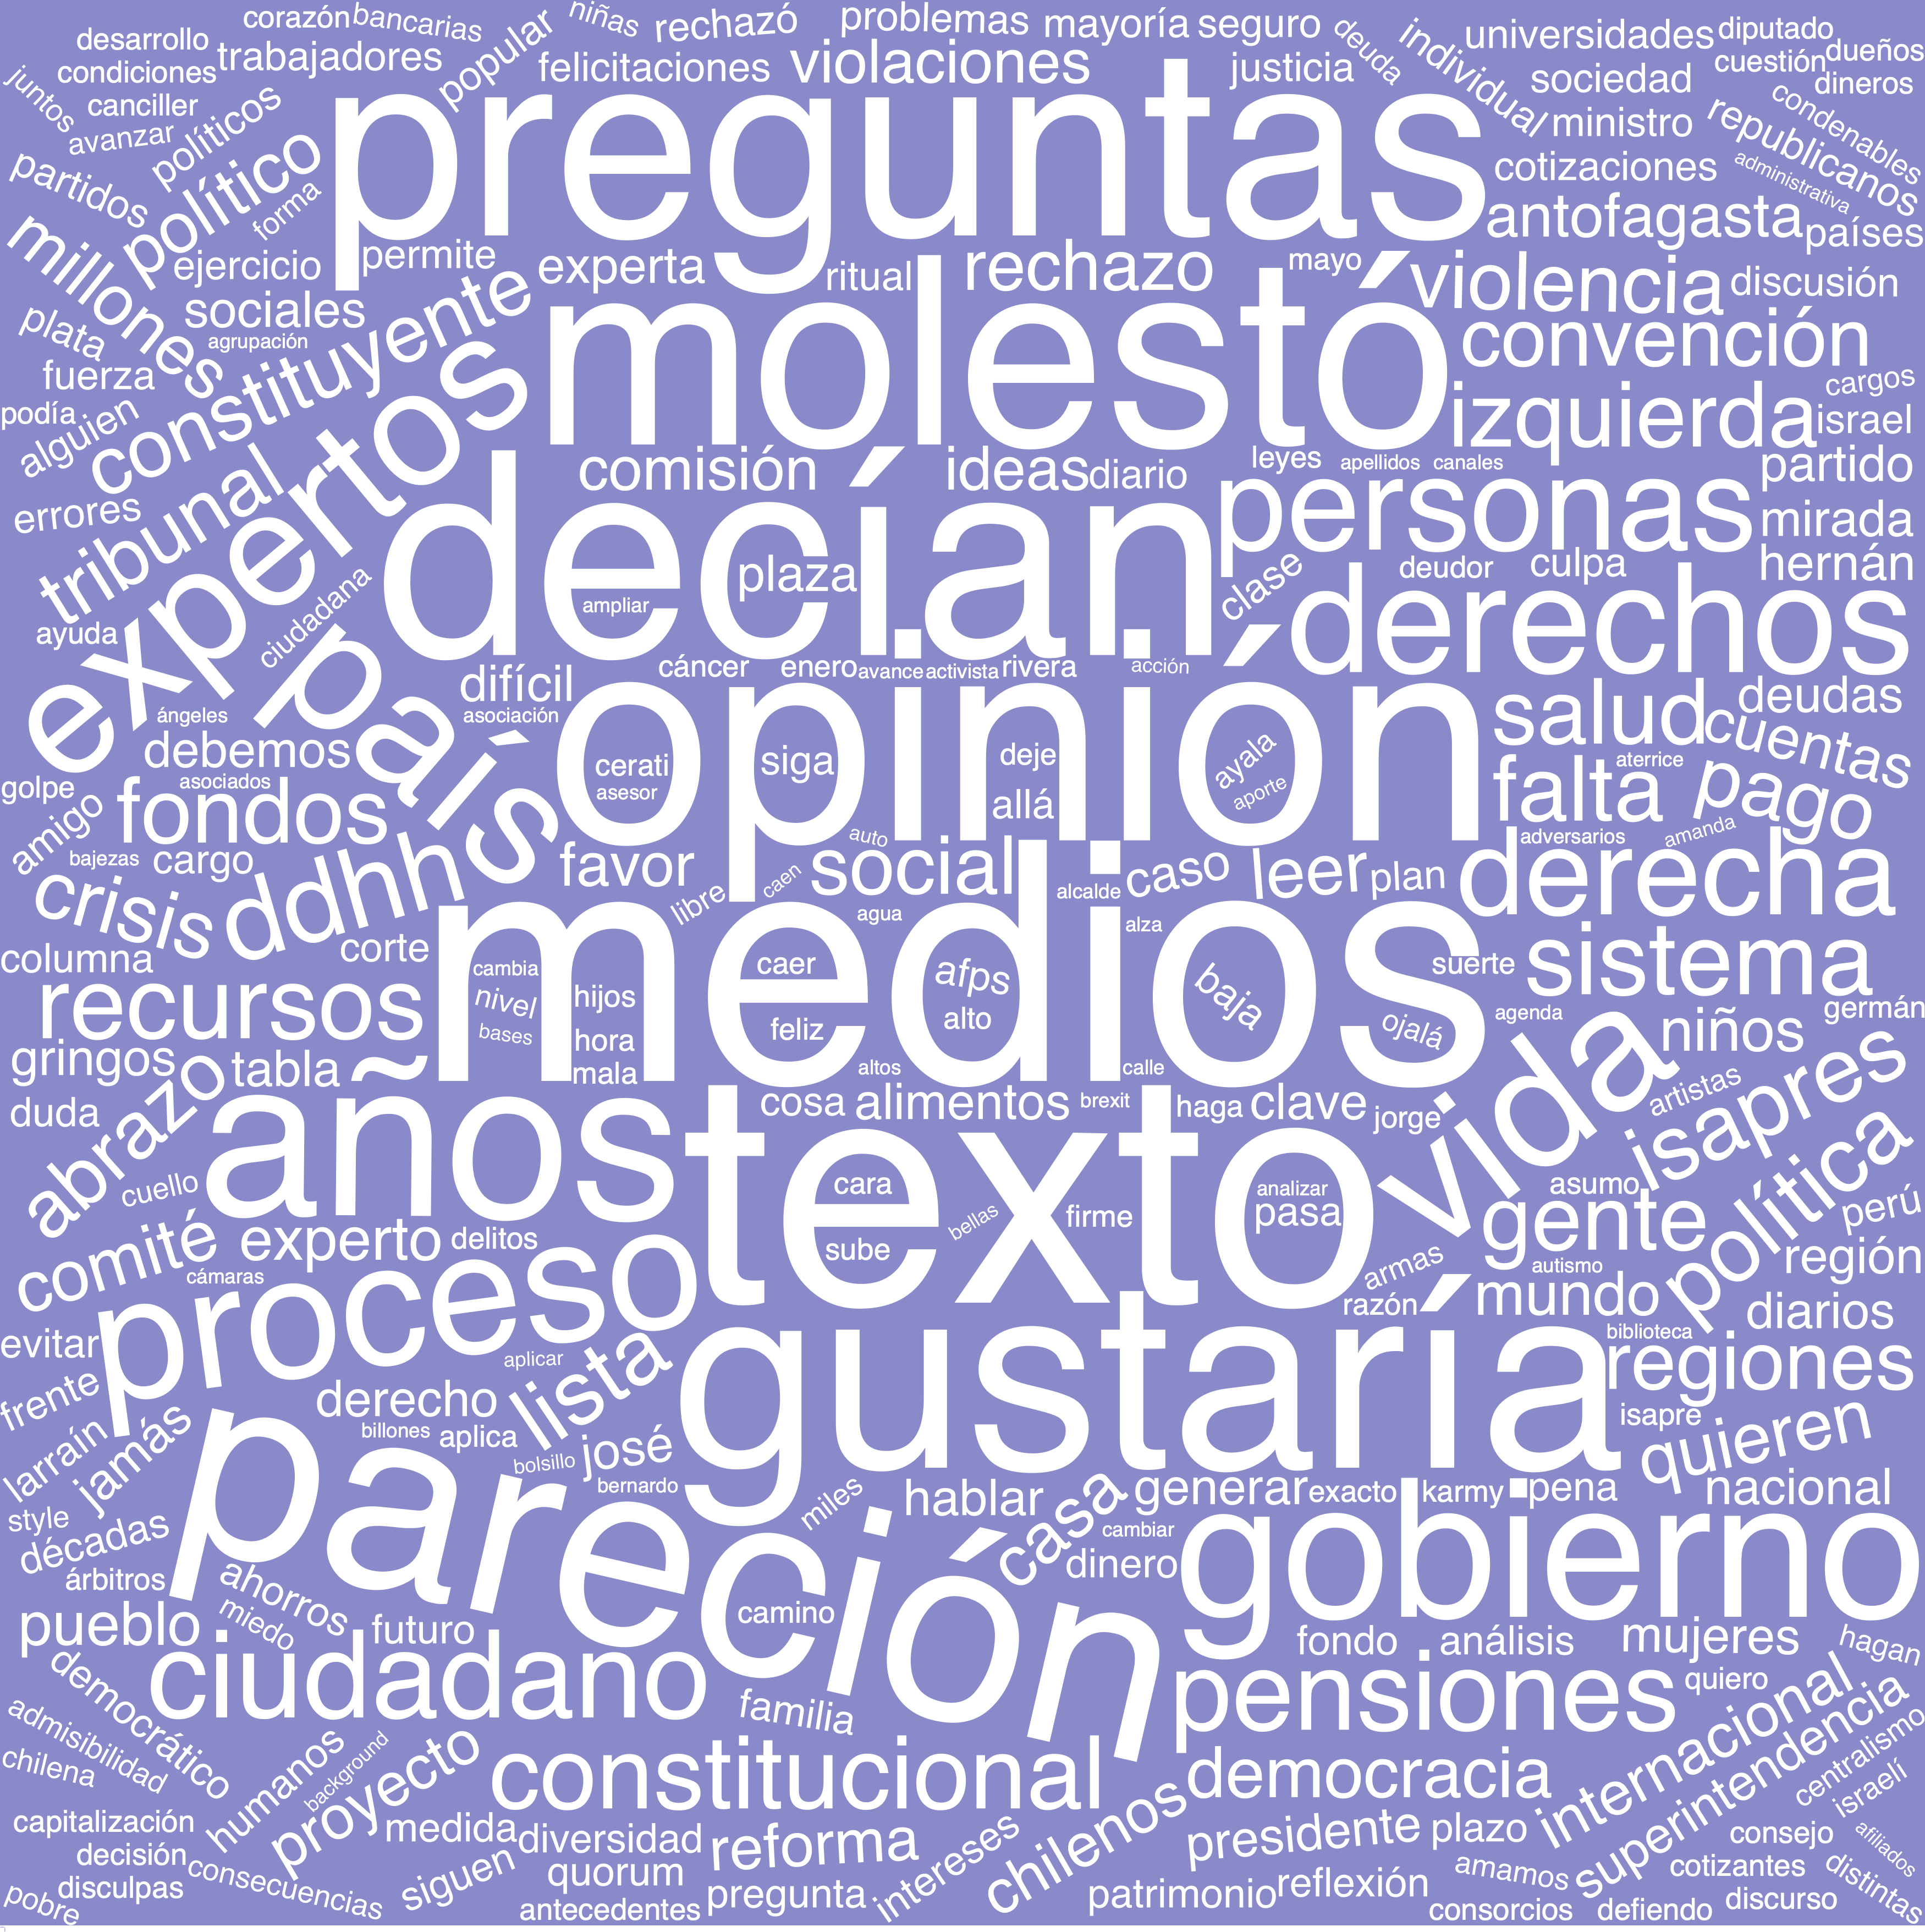 corazón bancarias niñas rechazó problemas mayoría seguro deuda individual universidades diputado
desarrollo trabajadores popular felicitaciones violaciones justicia sociedad cuestión dueños
juntos condiciones canciller avanzar políticos ministro republicanos condenables dineros
preguntas
partidos político forma cotizaciones administrativa
millones ejercicio permite experta ritual rechazo mayo antofagasta países
sociales constituyente violencia discusión
plata agrupación molestó convención
fuerza expertos izquierda cargos israel
podía alguien comisión ideas diario leyes apellidos canales partido
errores tribunal personas mirada
decían plaza ampliar clase deudor culpa hernán
ayuda ciudadana país derechos
difícil cáncer enero avance activista rivera acción
ángeles asociación salud deudas
debemos opinión cerati siga deje ayala cuentas
golpe asociados asesor allá aporte falta aterrice pago
amigo fondos auto adversarios amanda
bajezas cargo ddhh favor caen social alcalde caso leer plan derecha
crisis libre agua alza
columna corte medios cambia caer afps baja suerte sistema
recursos nivel hijos alto agenda germán
gringos tabla bases hora feliz ojalá niños
mala altos calle vida isapres
duda abrazo años cosa alimentos brexit haga clave jorge artistas
cuello texto cara analizar asumo política
comité experto delitos bellas firme pasa gente perú
cámaras sube armas autismo región
proceso razón mundo diarios
evitar aplicar lista gustaría biblioteca regiones
frente derecho isapre
larraín jamás billones aplica josé quieren
bolsillo bernardo
style pareción miles hablar casa generar exacto karmy pena nacional
décadas cambiar gobierno
árbitros ahorros dinero
pueblo miedo futuro camino fondo análisis mujeres hagan
ciudadano pensiones quiero
democrático familia internacional
admisibilidad humanos background proyecto constitucional democracia superintendencia centralismo
chilena israelí
capitalización medida diversidad reforma intereses chilenos presidente plazo consejo afiliados
decisión consecuencias siguen quorum reflexión amamos cotizantes distintas
pobre disculpas antecedentes pregunta patrimonio consorcios defiendo discurso